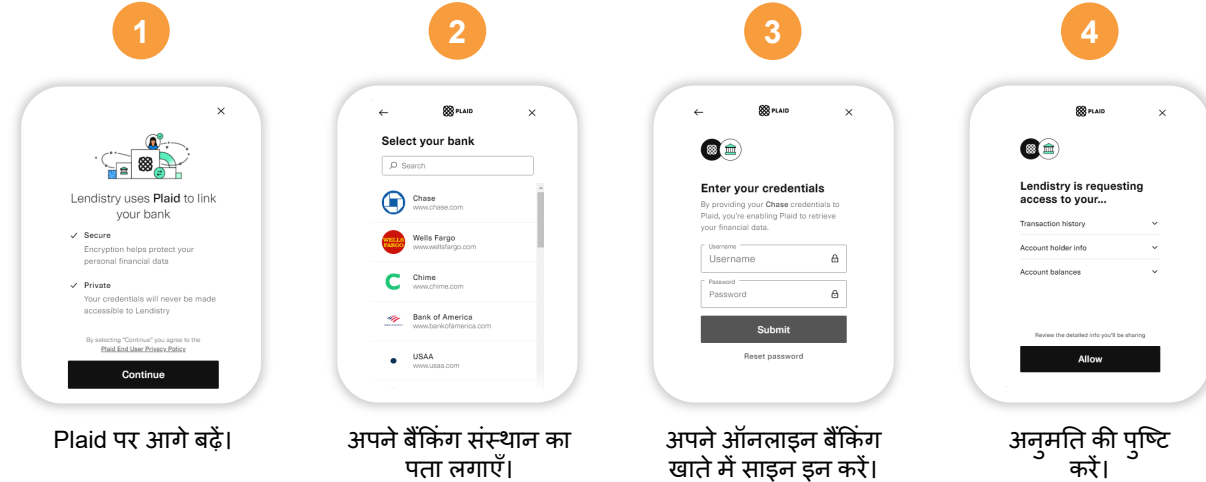 1
Lendistry uses Plaid to link
your bank
Secure
Encryption helps protect your
personal financial data
Private
Your credentials will never be made
accessible to Lendistry
By selecting "Continue" you agree to the
Plaid End User Privacy Policy
Continue
Plaid पर आगे बढ़ें।
2
PLAID
Select your bank
Search
Chase
www.chase.com
WELLS
FARGO
Wells Fargo
www.wellsfargo.com
Chime
www.chime.com
Bank of America
www.bankofamerica.com
USAA
www.usaa.com
अपने बैंकिंग संस्थान का
पता लगाएँ।
3
PLAID
Enter your credentials
By providing your Chase credentials to
Plaid, you're enabling Plaid to retrieve
your financial data.
Username
Username
Password
Password
Submit
Reset password
अपने ऑनलाइन बैंकिंग
खाते में साइन इन करें।
4
PLAID
Lendistry is requesting
access to your...
Transaction history
Account holder info
Account balances
Review the detailed info you'll be sharing
Allow
अनुमति की पुष्टि
करें।